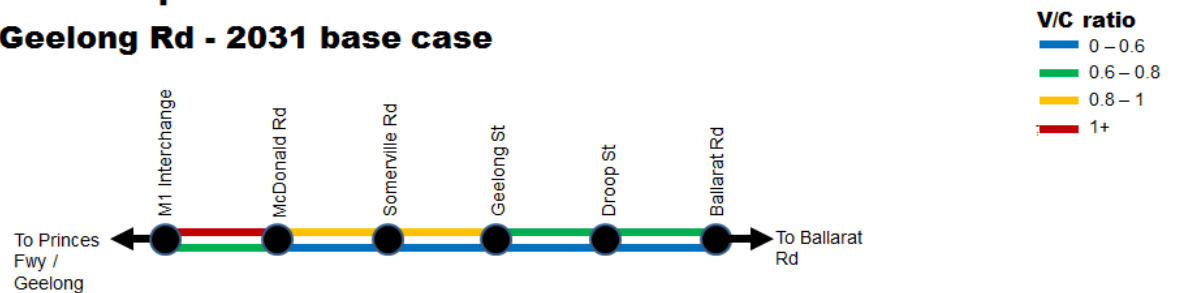 Geelong Rd - 2031 base case
V/C ratio
0 – 0.6
0.6 – 0.8
0.8 – 1
1+
M1 Interchange
McDonald Rd
Somerville Rd
Geelong St
Droop St
Ballarat Rd
To Princes
Fwy /
Geelong
To Ballarat
Rd